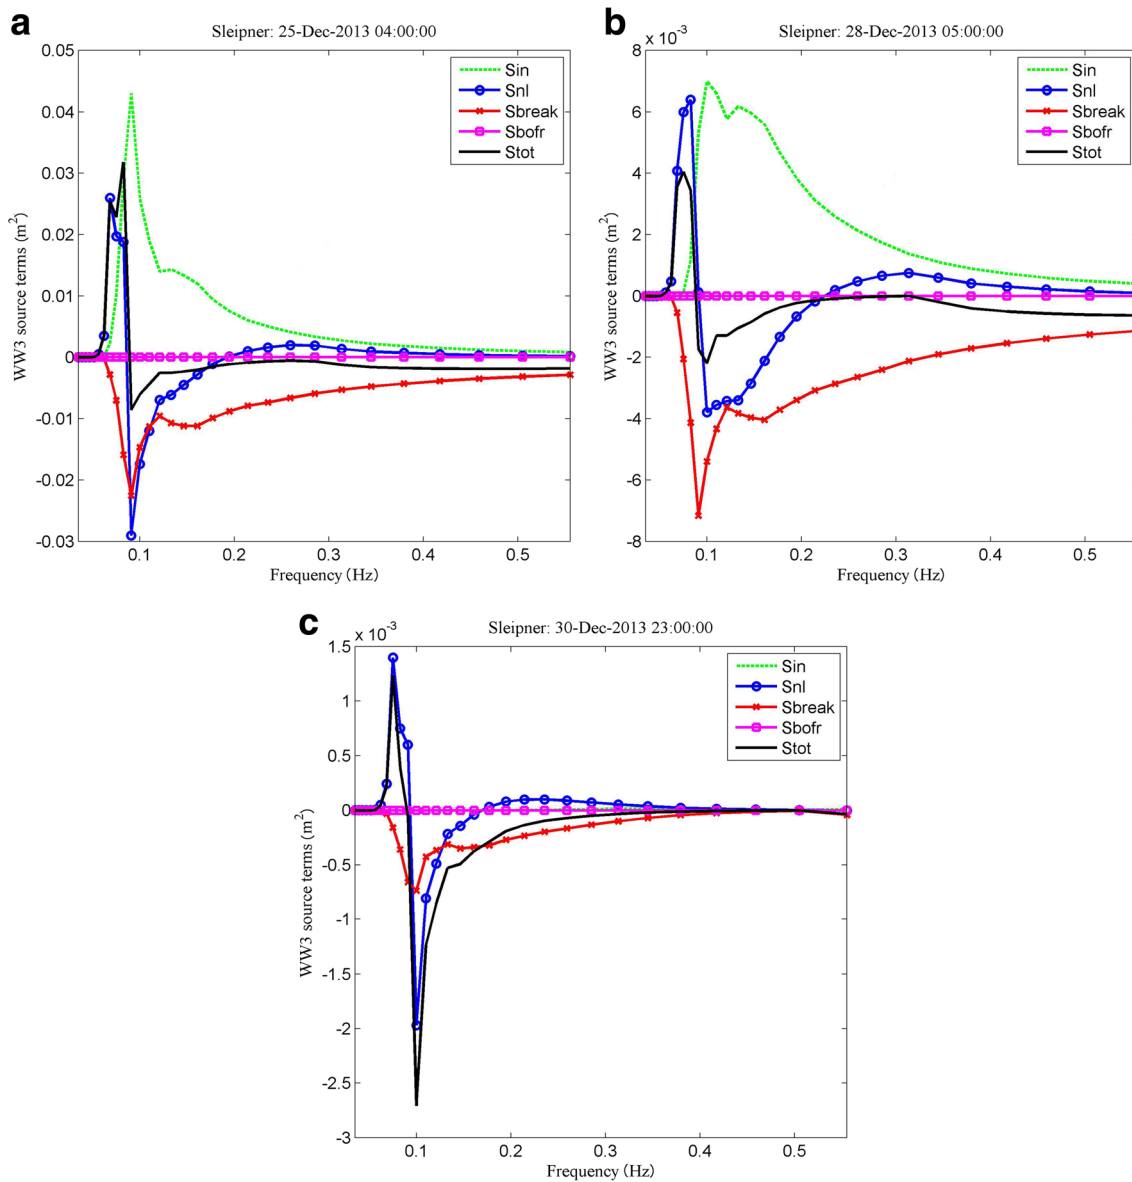 a
Sleipner: 25-Dec-2013 04:00:00
0.05
0.04
0.03
0.02
0.01
0
-0.01
-0.02
-0.03
WW3 source terms (m²)
Sin
Snl
Sbreak
Sbofr
Stot
0.1 0.2 0.3 0.4 0.5
Frequency (Hz)
b
Sleipner: 28-Dec-2013 05:00:00
x 10⁻³
8
6
4
2
0
-2
-4
-6
-8
WW3 source terms (m²)
Sin
Snl
Sbreak
Sbofr
Stot
0.1 0.2 0.3 0.4 0.5
Frequency (Hz)
c
Sleipner: 30-Dec-2013 23:00:00
x 10⁻³
1.5
1
0.5
0
-0.5
-1
-1.5
-2
-2.5
-3
WW3 source terms (m²)
Sin
Snl
Sbreak
Sbofr
Stot
0.1 0.2 0.3 0.4 0.5
Frequency (Hz)